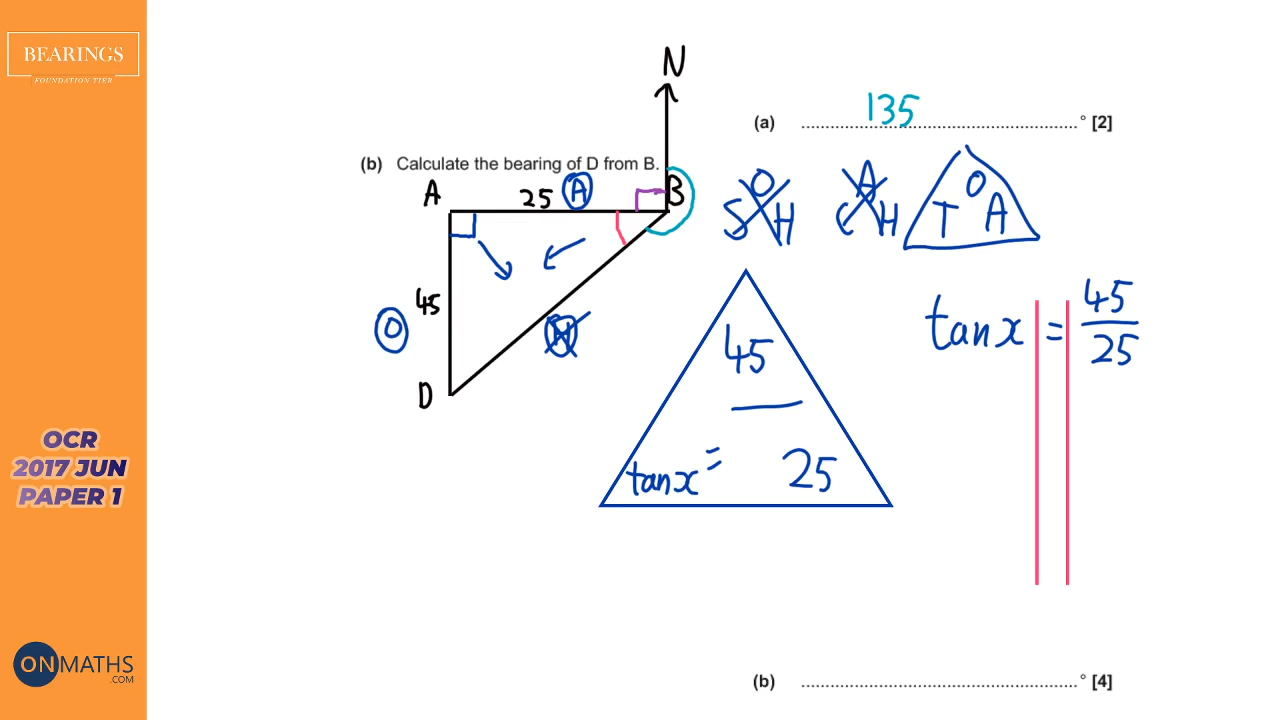 BEARINGS
FOUNDATION TIER
N
(a) 135 ° [2]
(b) Calculate the bearing of D from B.
A 25 A B
S O H C A H T O A
45
O
H
D
tan x = 45/25
45
tan x = 25
OCR
2017 JUN
PAPER 1
ONMATHS
.COM
(b) ° [4]